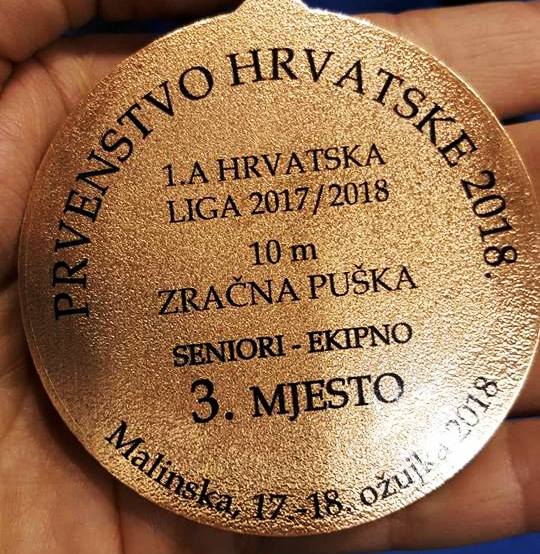 PRVENSTVO HRVATSKE 2018.
1.A HRVATSKA
LIGA 2017/2018
10 m
ZRAČNA PUŠKA
SENIORI - EKIPNO
3. MJESTO
Malinska, 17.-18. ožujka 2018